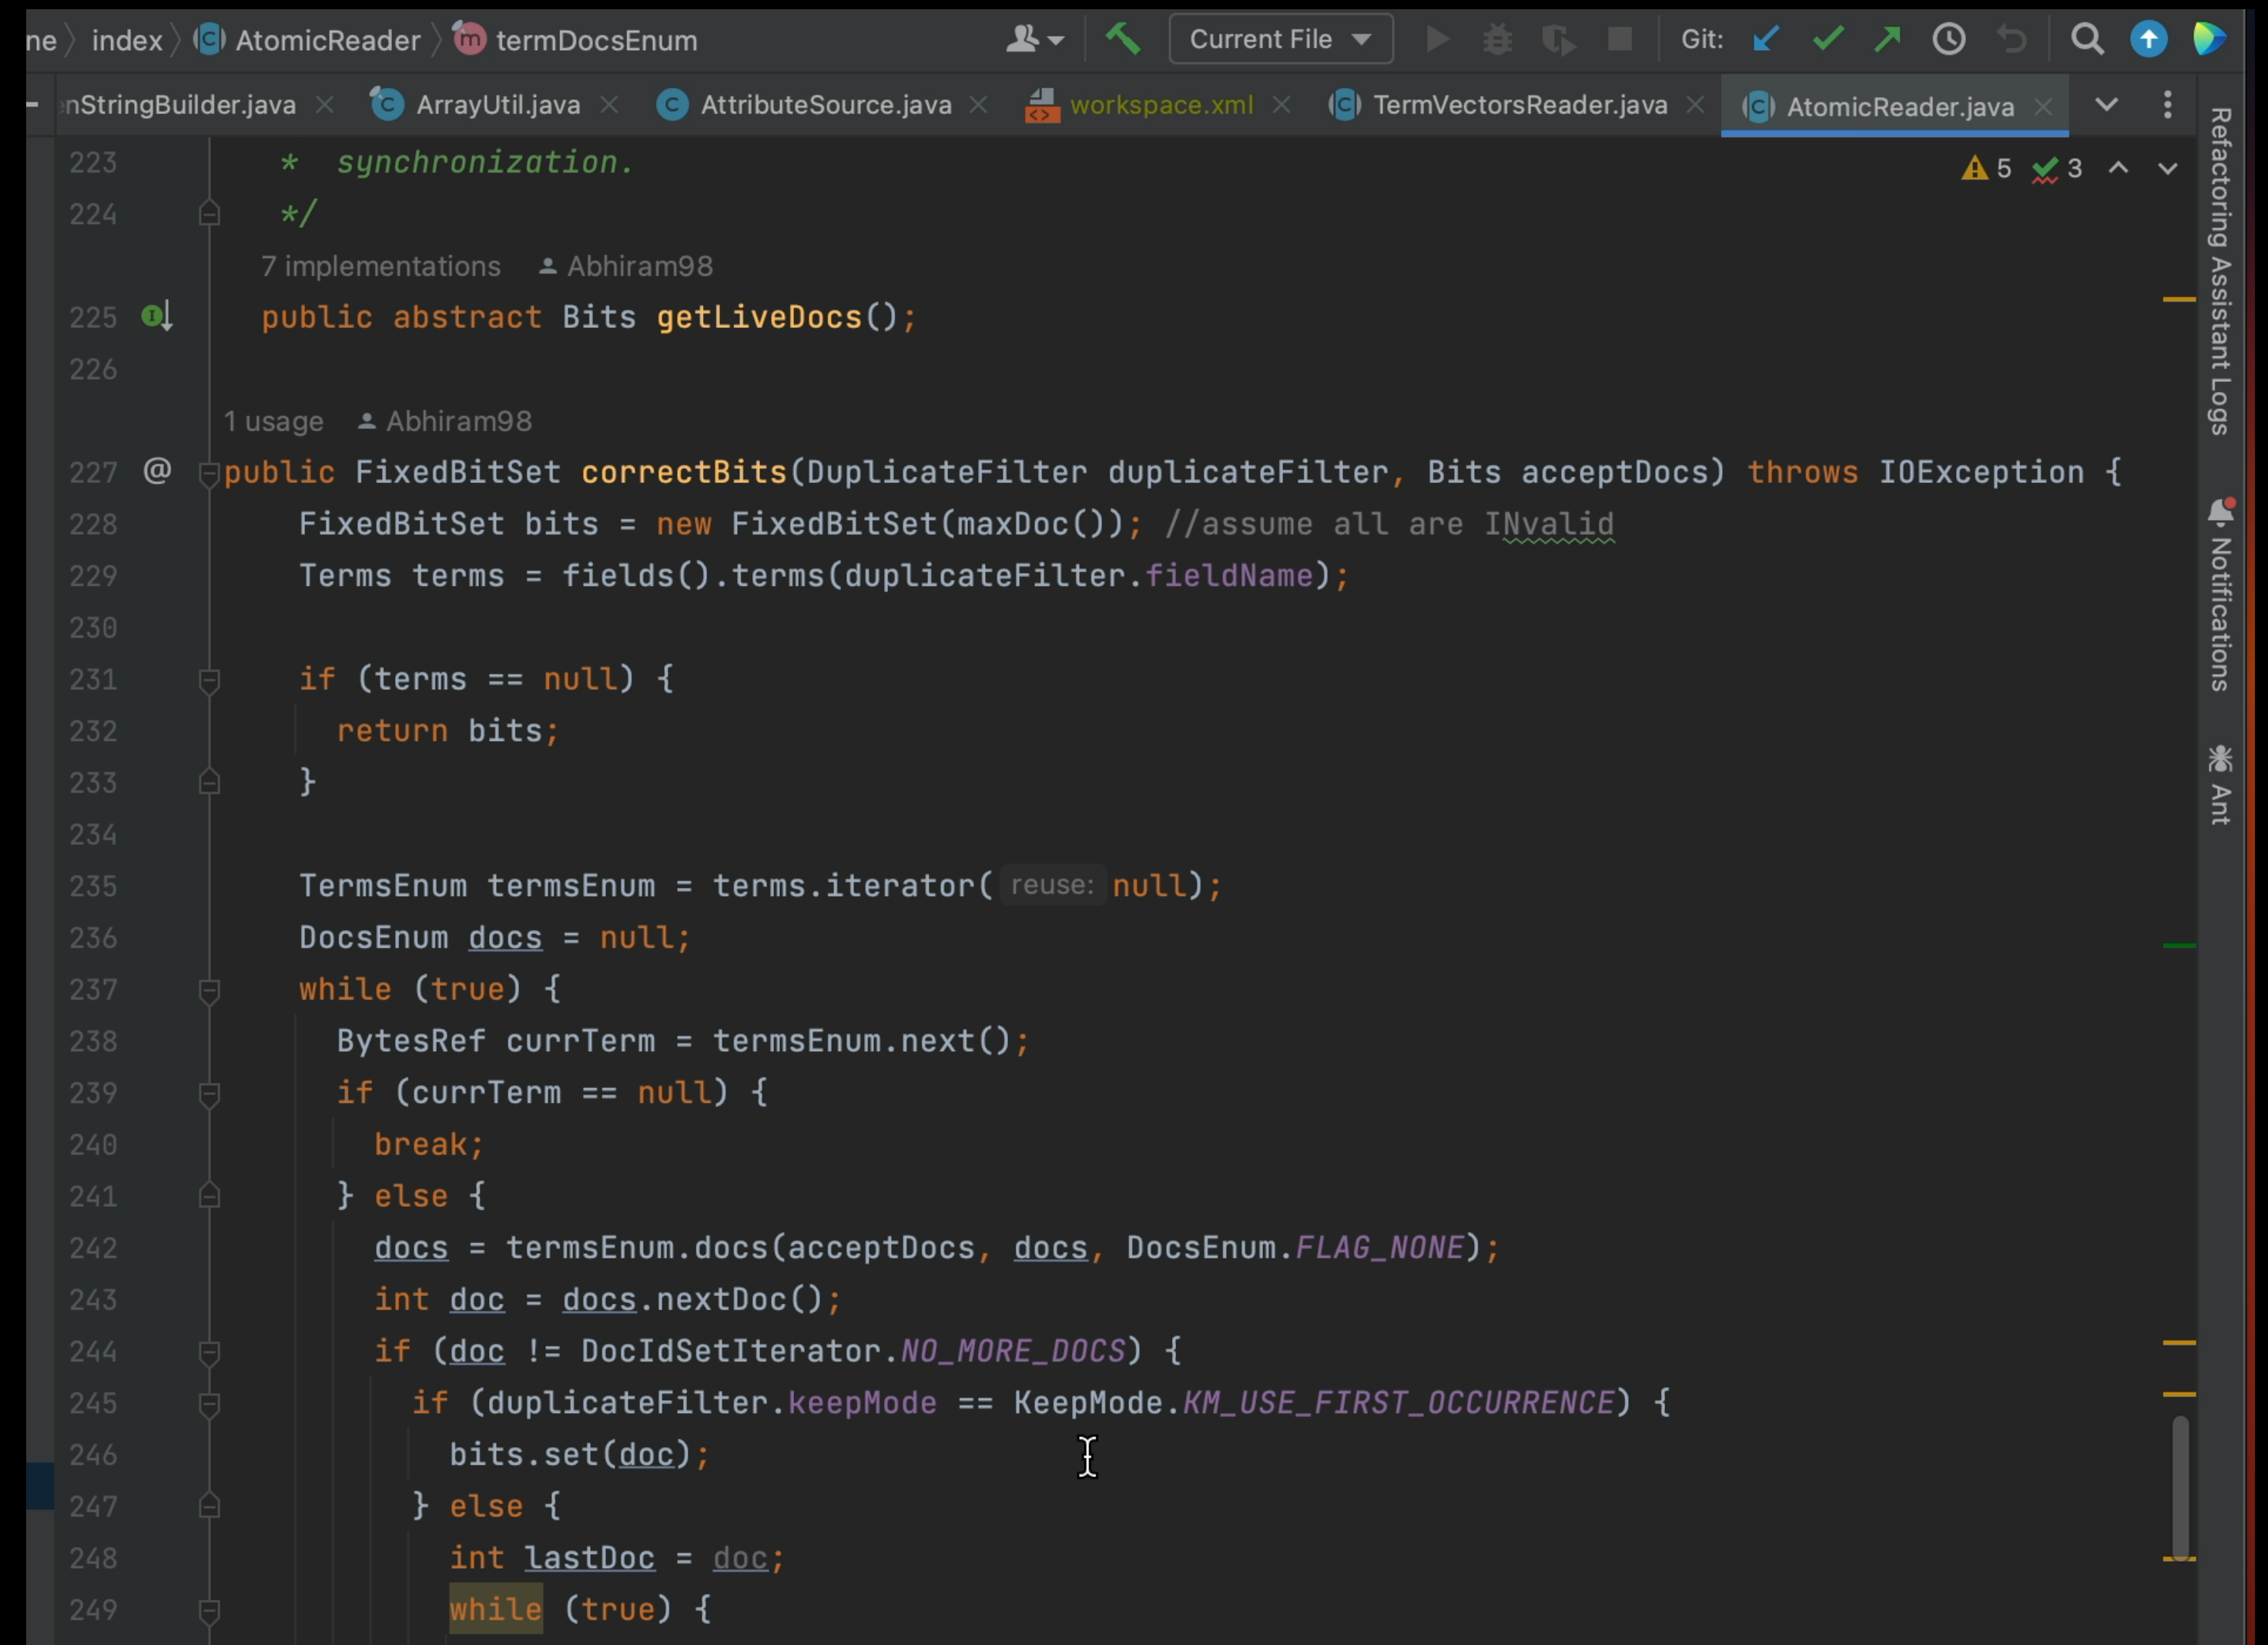 ne index AtomicReader termDocsEnum Current File Git:
nStringBuilder.java ArrayUtil.java AttributeSource.java workspace.xml TermVectorsReader.java AtomicReader.java
223 * synchronization. 5 3
224 */
7 implementations Abhiram98
225 public abstract Bits getLiveDocs();
226
1 usage Abhiram98
227 @ public FixedBitSet correctBits(DuplicateFilter duplicateFilter, Bits acceptDocs) throws IOException {
228 FixedBitSet bits = new FixedBitSet(maxDoc()); //assume all are INvalid
229 Terms terms = fields().terms(duplicateFilter.fieldName);
230
231 if (terms == null) {
232 return bits;
233 }
234
235 TermsEnum termsEnum = terms.iterator( reuse: null);
236 DocsEnum docs = null;
237 while (true) {
238 BytesRef currTerm = termsEnum.next();
239 if (currTerm == null) {
240 break;
241 } else {
242 docs = termsEnum.docs(acceptDocs, docs, DocsEnum.FLAG_NONE);
243 int doc = docs.nextDoc();
244 if (doc != DocIdSetIterator.NO_MORE_DOCS) {
245 if (duplicateFilter.keepMode == KeepMode.KM_USE_FIRST_OCCURRENCE) {
246 bits.set(doc);
247 } else {
248 int lastDoc = doc;
249 while (true) {
Refactoring Assistant Logs
Notifications
Ant